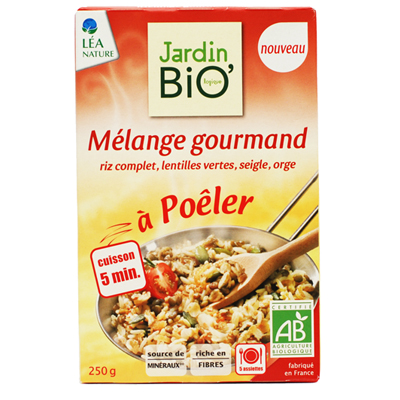 LÉA
NATURE
Jardin
BiO'
logique
nouveau
Mélange gourmand
riz complet, lentilles vertes, seigle, orge
à Poêler
cuisson
5 min.
source de
MINÉRAUX
riche en
FIBRES
3 assiettes
CERTIFIÉ
AB
AGRICULTURE
BIOLOGIQUE
250 g
fabriqué
en France